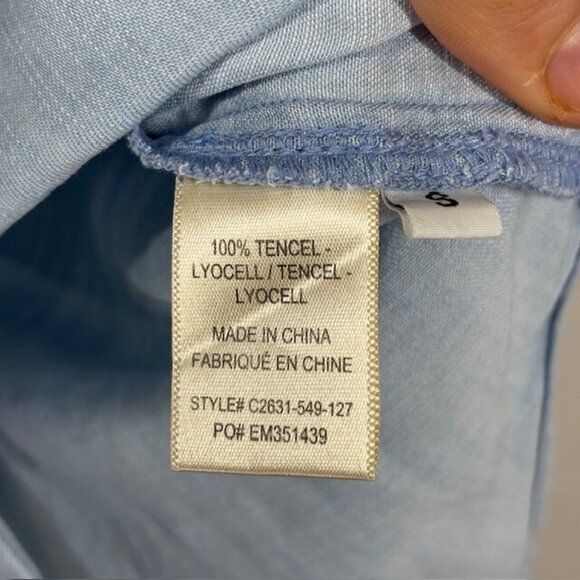 100% TENCEL -
LYOCELL / TENCEL -
LYOCELL
MADE IN CHINA
FABRIQUÉ EN CHINE
STYLE# C2631-549-127
PO# EM351439
S